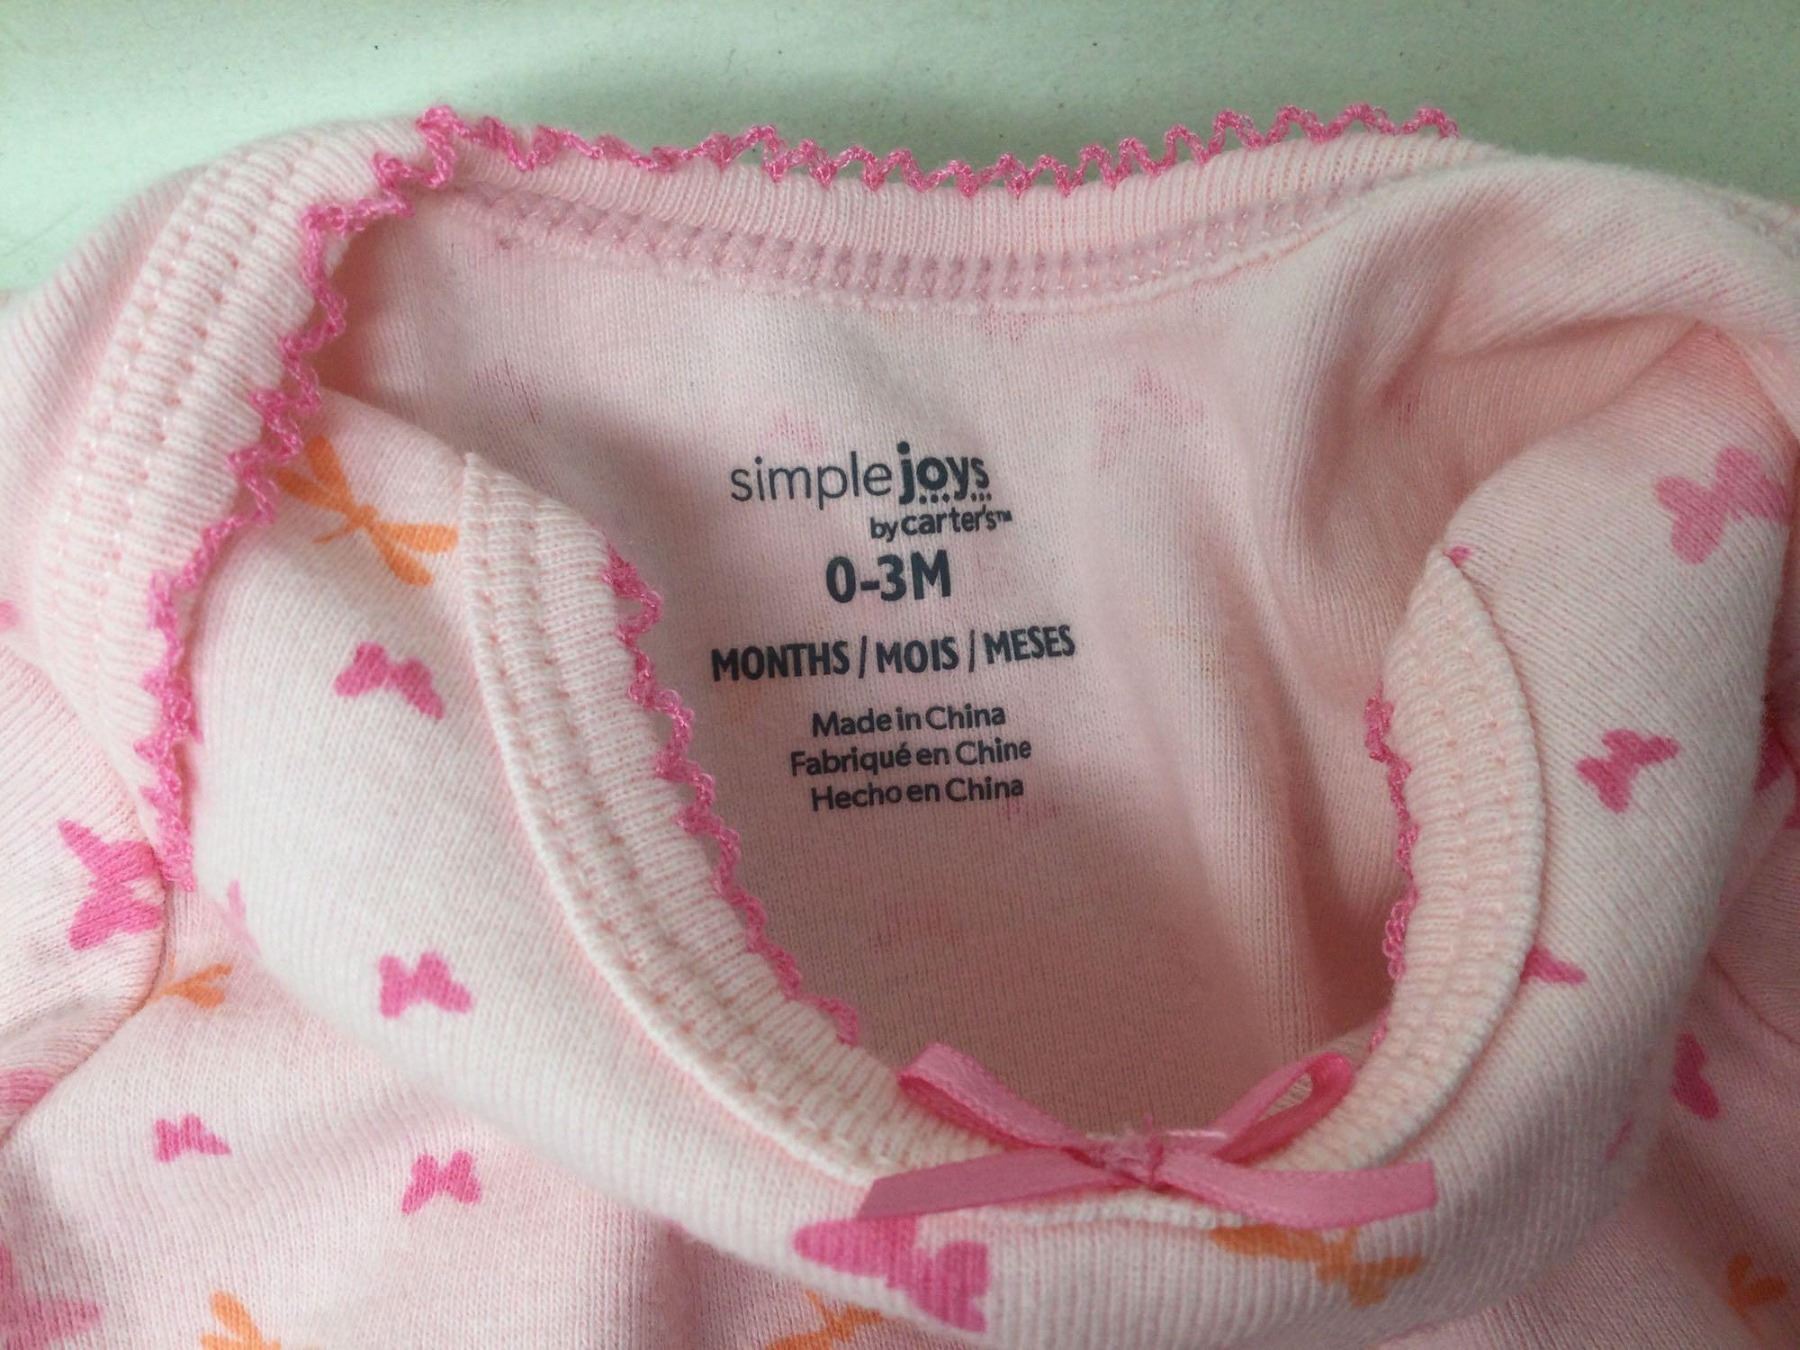 simple joys
by carter's™
0-3M
MONTHS / MOIS / MESES
Made in China
Fabriqué en Chine
Hecho en China